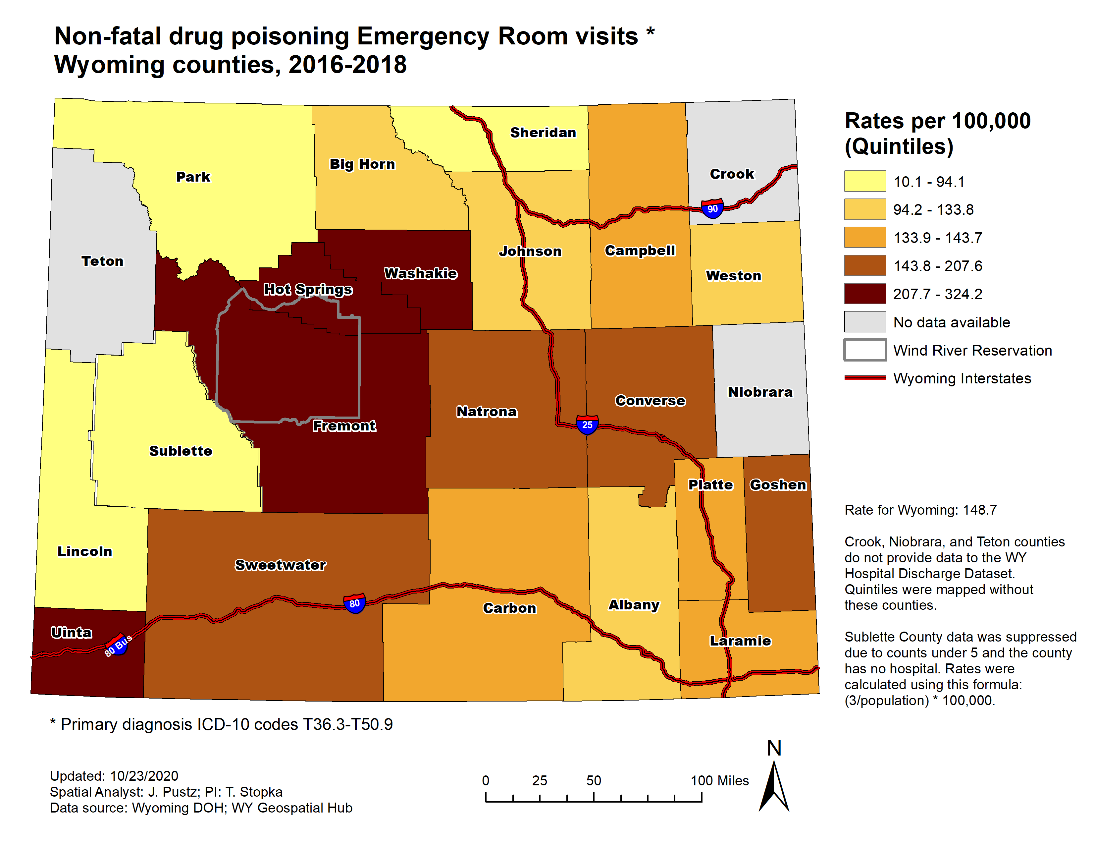 Non-fatal drug poisoning Emergency Room visits *
Wyoming counties, 2016-2018
Sheridan
Big Horn
Park
Crook
90
Teton
Johnson
Campbell
Weston
Washakie
Hot Springs
Niobrara
Converse
Natrona
25
Fremont
Sublette
Platte
Goshen
Lincoln
Sweetwater
80
Carbon
Albany
Uinta
80 Bus
Laramie
Rates per 100,000
(Quintiles)
10.1 - 94.1
94.2 - 133.8
133.9 - 143.7
143.8 - 207.6
207.7 - 324.2
No data available
Wind River Reservation
Wyoming Interstates
Rate for Wyoming: 148.7
Crook, Niobrara, and Teton counties
do not provide data to the WY
Hospital Discharge Dataset.
Quintiles were mapped without
these counties.
Sublette County data was suppressed
due to counts under 5 and the county
has no hospital. Rates were
calculated using this formula:
(3/population) * 100,000.
* Primary diagnosis ICD-10 codes T36.3-T50.9
Updated: 10/23/2020
Spatial Analyst: J. Pustz; PI: T. Stopka
Data source: Wyoming DOH; WY Geospatial Hub
0 25 50 100 Miles
N